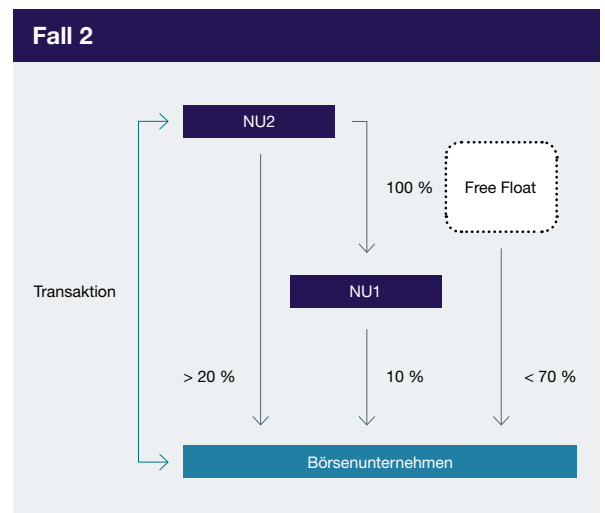 Fall 2
NU2
100 %
Free Float
Transaktion
NU1
> 20 %
10 %
< 70 %
Börsenunternehmen